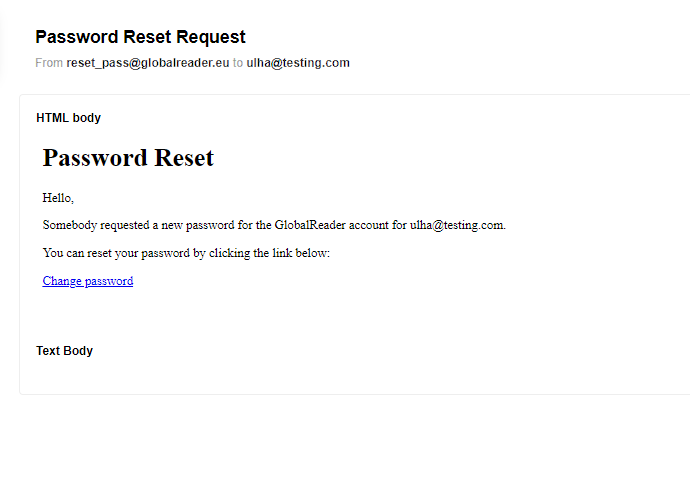 Password Reset Request
From reset_pass@globalreader.eu to ulha@testing.com
HTML body
Password Reset
Hello,
Somebody requested a new password for the GlobalReader account for ulha@testing.com.
You can reset your password by clicking the link below:
Change password
Text Body